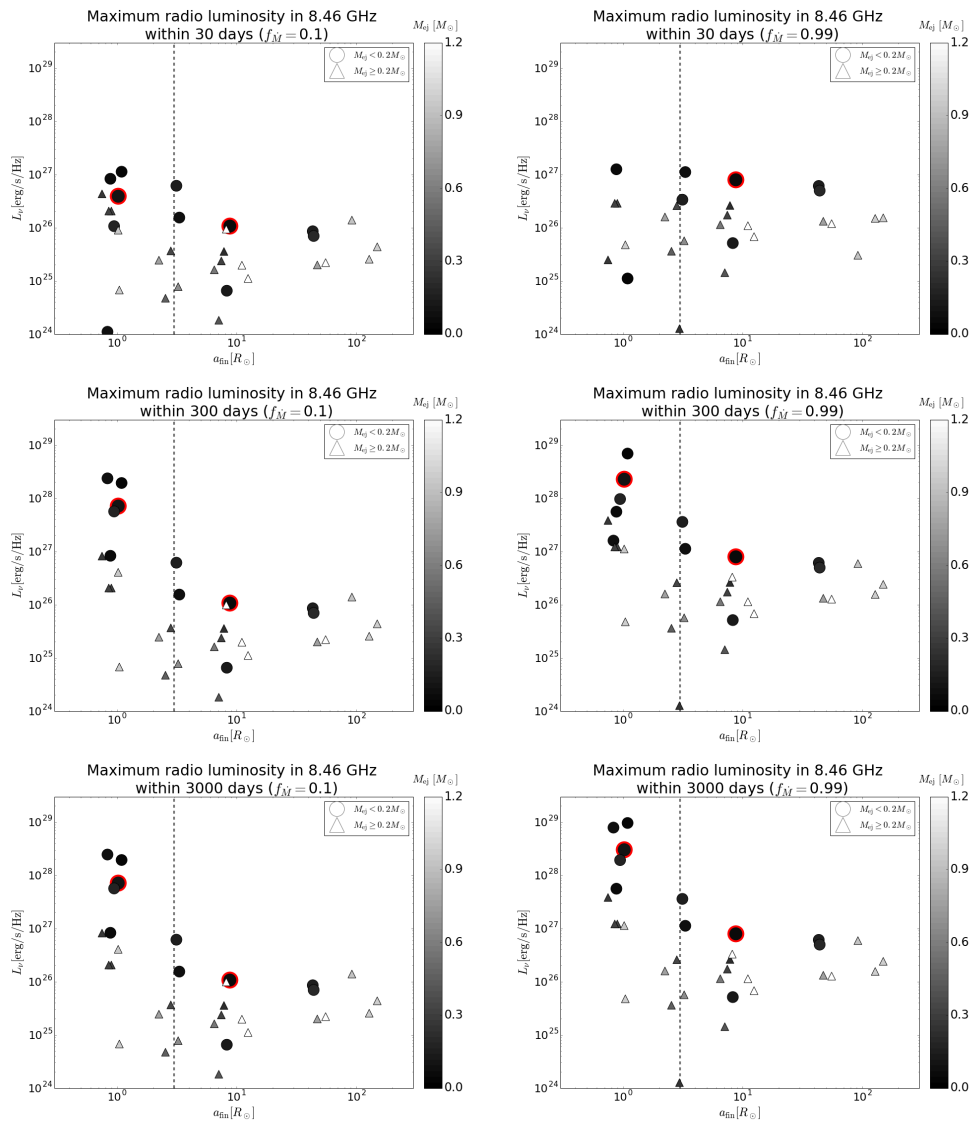 Maximum radio luminosity in 8.46 GHz
within 30 days (f_Ṁ = 0.1)
M_ej [M_⊙]
1.2
0.9
0.6
0.3
0.0
M_ej < 0.2M_⊙
M_ej ≥ 0.2M_⊙
10^29
10^28
10^27
10^26
10^25
10^24
L_ν[erg/s/Hz]
10^0 10^1 10^2
a_fin[R_⊙]
Maximum radio luminosity in 8.46 GHz
within 30 days (f_Ṁ = 0.99)
M_ej [M_⊙]
1.2
0.9
0.6
0.3
0.0
M_ej < 0.2M_⊙
M_ej ≥ 0.2M_⊙
10^29
10^28
10^27
10^26
10^25
10^24
L_ν[erg/s/Hz]
10^0 10^1 10^2
a_fin[R_⊙]
Maximum radio luminosity in 8.46 GHz
within 300 days (f_Ṁ = 0.1)
M_ej [M_⊙]
1.2
0.9
0.6
0.3
0.0
M_ej < 0.2M_⊙
M_ej ≥ 0.2M_⊙
10^29
10^28
10^27
10^26
10^25
10^24
L_ν[erg/s/Hz]
10^0 10^1 10^2
a_fin[R_⊙]
Maximum radio luminosity in 8.46 GHz
within 300 days (f_Ṁ = 0.99)
M_ej [M_⊙]
1.2
0.9
0.6
0.3
0.0
M_ej < 0.2M_⊙
M_ej ≥ 0.2M_⊙
10^29
10^28
10^27
10^26
10^25
10^24
L_ν[erg/s/Hz]
10^0 10^1 10^2
a_fin[R_⊙]
Maximum radio luminosity in 8.46 GHz
within 3000 days (f_Ṁ = 0.1)
M_ej [M_⊙]
1.2
0.9
0.6
0.3
0.0
M_ej < 0.2M_⊙
M_ej ≥ 0.2M_⊙
10^29
10^28
10^27
10^26
10^25
10^24
L_ν[erg/s/Hz]
10^0 10^1 10^2
a_fin[R_⊙]
Maximum radio luminosity in 8.46 GHz
within 3000 days (f_Ṁ = 0.99)
M_ej [M_⊙]
1.2
0.9
0.6
0.3
0.0
M_ej < 0.2M_⊙
M_ej ≥ 0.2M_⊙
10^29
10^28
10^27
10^26
10^25
10^24
L_ν[erg/s/Hz]
10^0 10^1 10^2
a_fin[R_⊙]